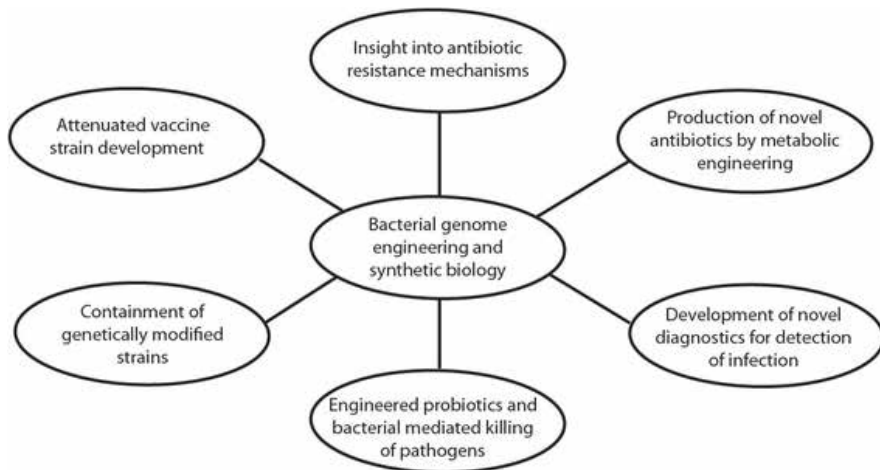 Insight into antibiotic
resistance mechanisms
Attenuated vaccine
strain development
Production of novel
antibiotics by metabolic
engineering
Bacterial genome
engineering and
synthetic biology
Containment of
genetically modified
strains
Development of novel
diagnostics for detection
of infection
Engineered probiotics and
bacterial mediated killing
of pathogens